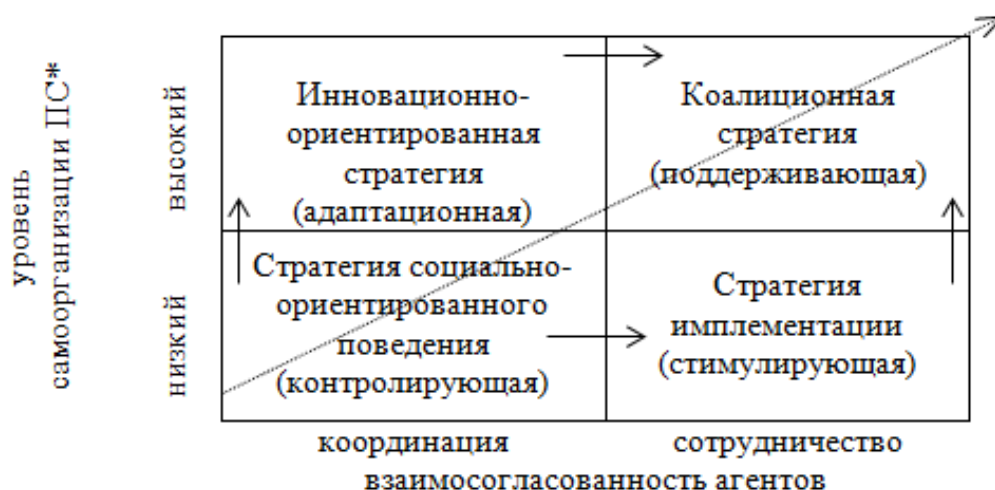 уровень
самоорганизации ПС*
высокий
низкий
Инновационно-
ориентированная
стратегия
(адаптационная)
Коалиционная
стратегия
(поддерживающая)
Стратегия социально-
ориентированного
поведения
(контролирующая)
Стратегия
имплементации
(стимулирующая)
координация
сотрудничество
взаимосогласованность агентов